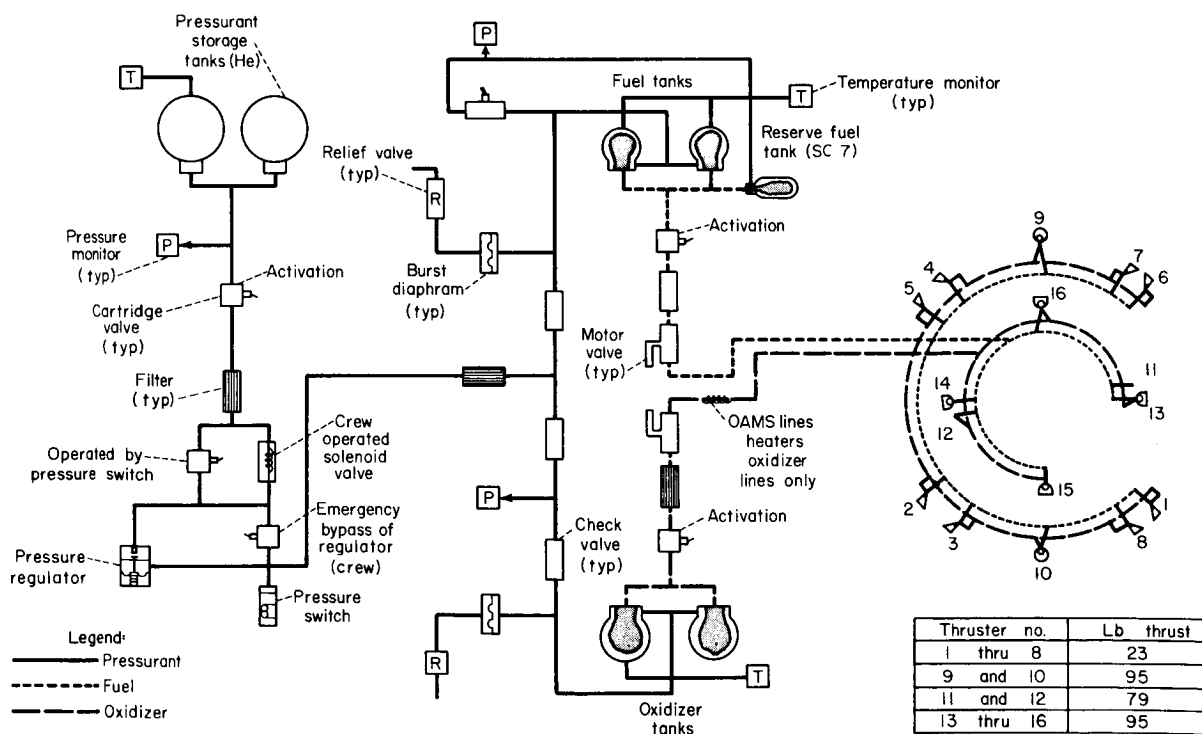 Pressurant
storage
tanks (He)
T
P
Fuel tanks
T
Temperature monitor
(typ)
Reserve fuel
tank (SC 7)
Relief valve
(typ)
R
Pressure
monitor
(typ)
P
Activation
Cartridge
valve
(typ)
Burst
diaphram
(typ)
Activation
Motor
valve
(typ)
Filter
(typ)
Operated by
pressure switch
Crew
operated
solenoid
valve
OAMS lines
heaters
oxidizer
lines only
P
Activation
Emergency
bypass of
regulator
(crew)
Check
valve
(typ)
Pressure
regulator
Pressure
switch
R
T
Oxidizer
tanks
9
4
7
6
5
16
11
14
13
12
15
2
1
3
8
10
Legend:
Pressurant
Fuel
Oxidizer
Thruster no. Lb thrust
1 thru 8 23
9 and 10 95
11 and 12 79
13 thru 16 95